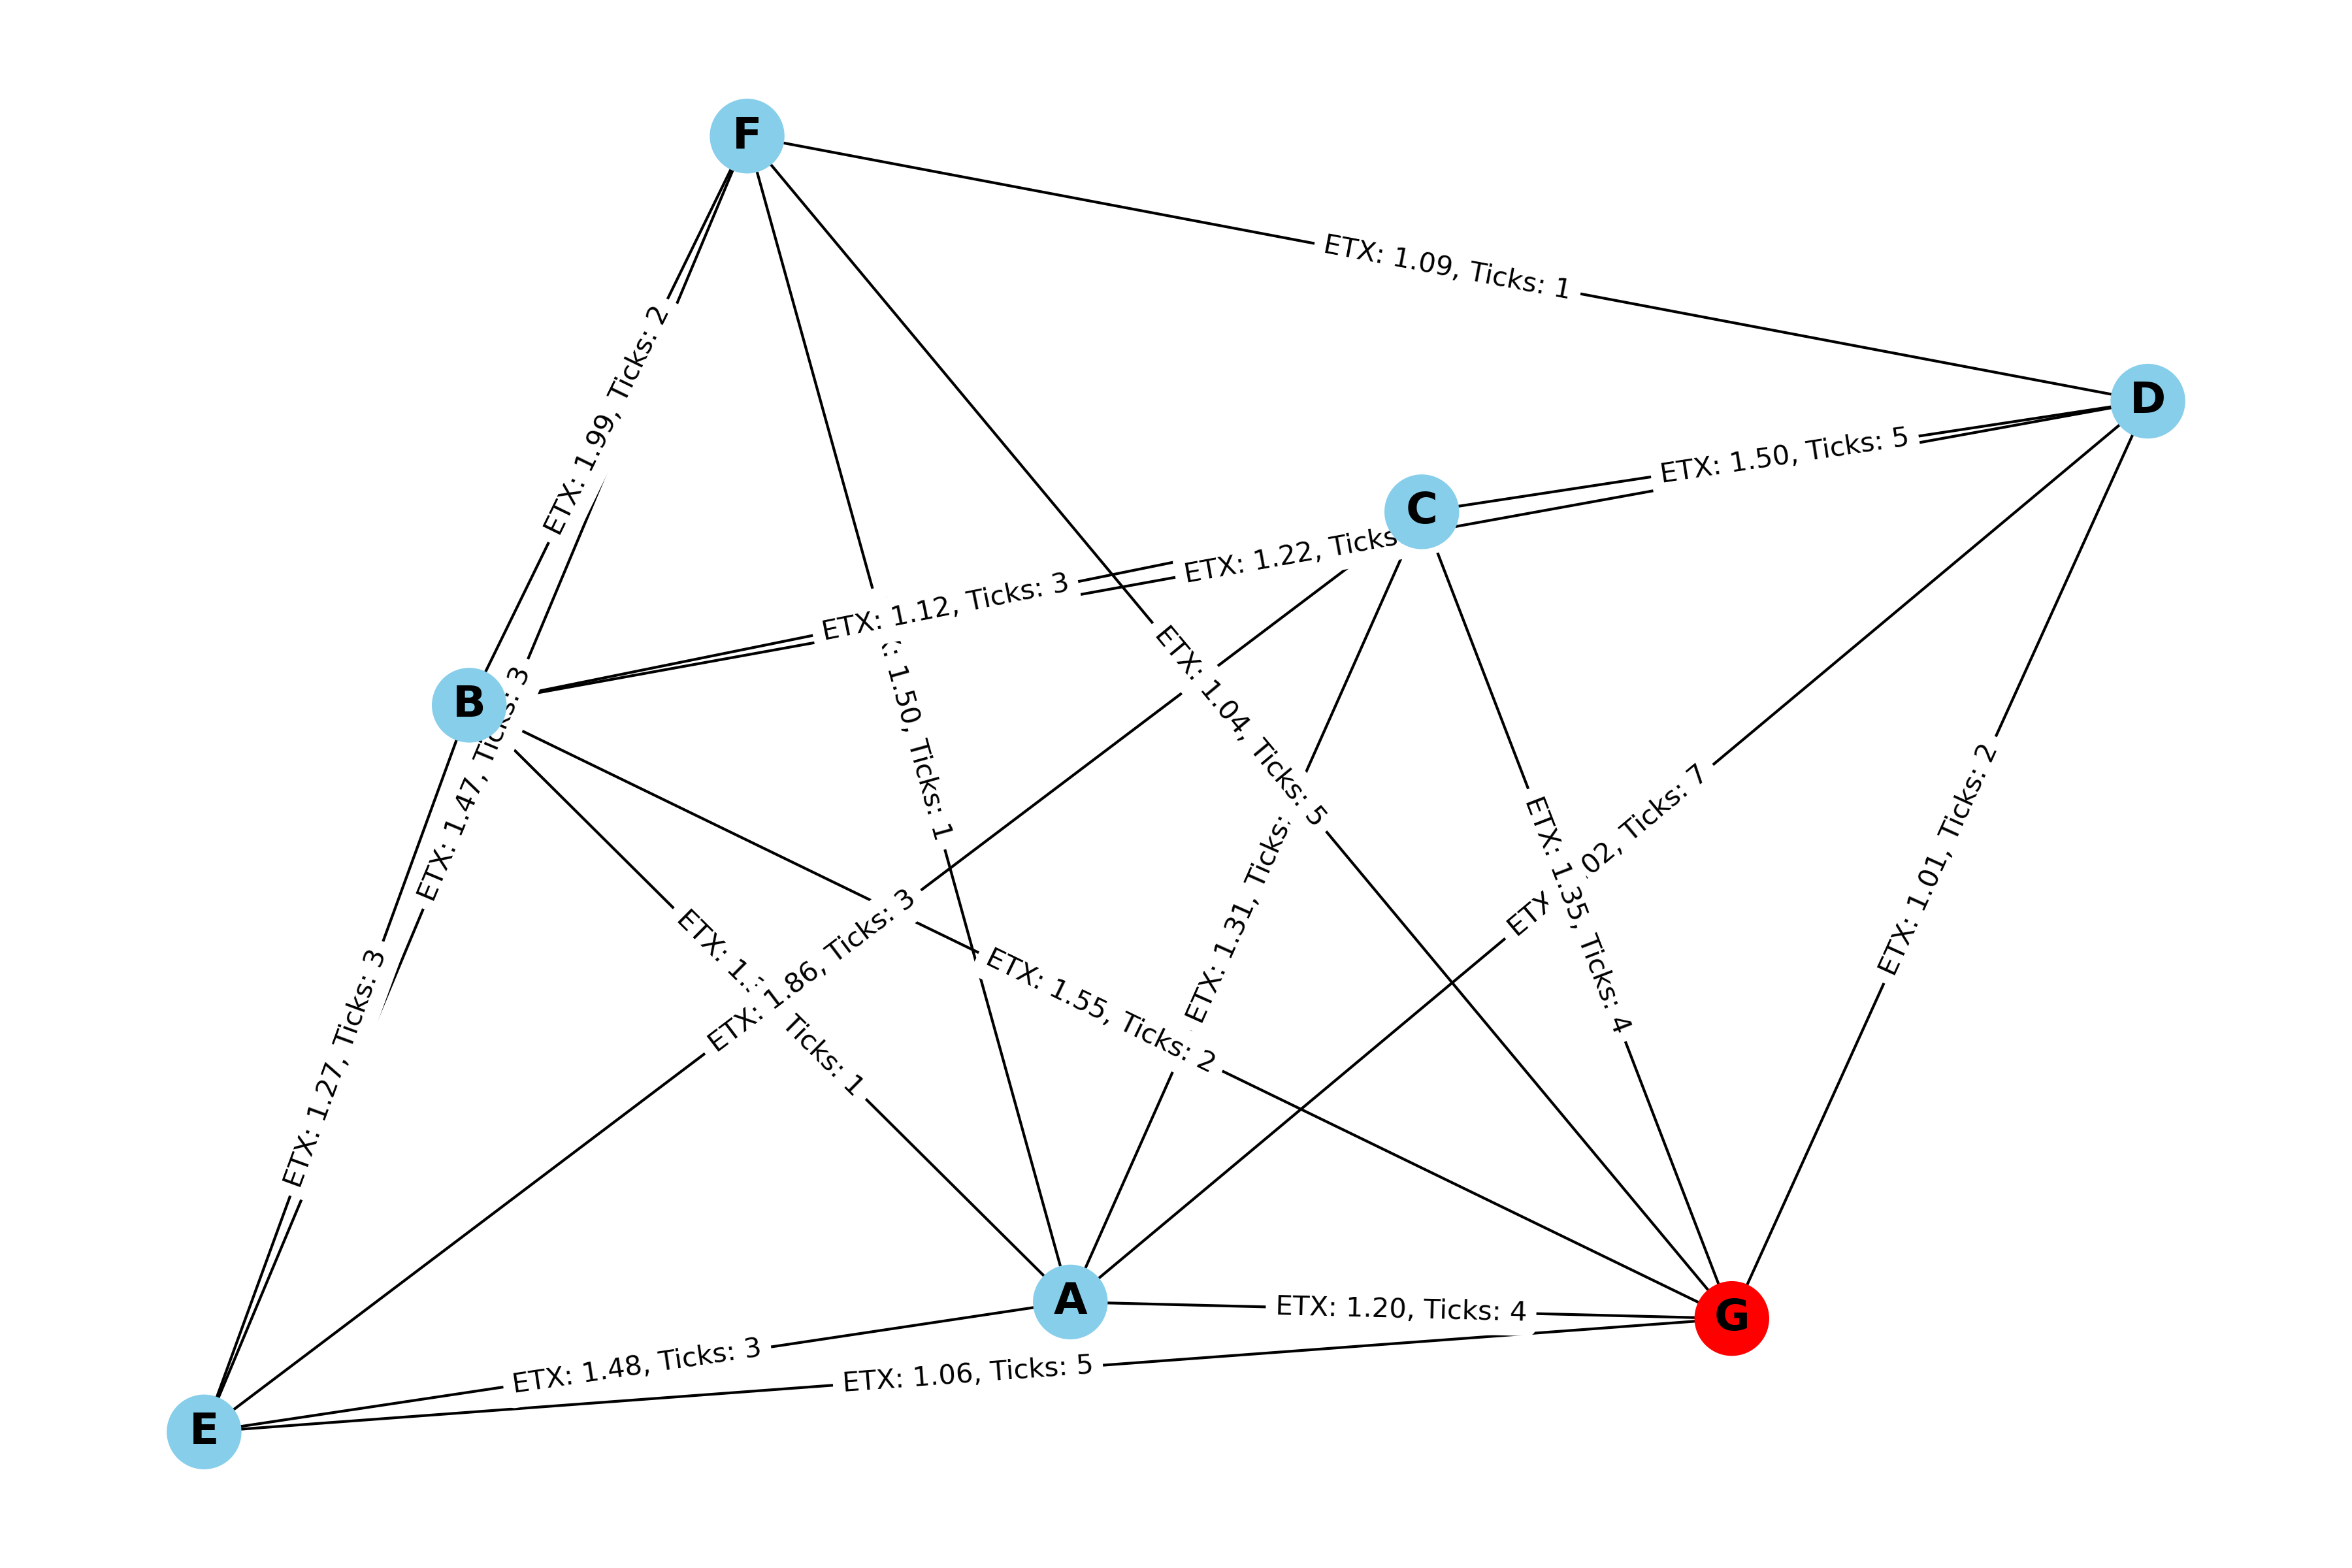 F
ETX: 1.09, Ticks: 1
D
ETX: 1.99, Ticks: 2
ETX: 1.50, Ticks: 5
C
ETX: 1.22, Ticks
ETX: 1.12, Ticks: 3
B
ETX: 1.47, Ticks: 3
: 1.50, Ticks: 1
ETX: 1.04, Ticks: 5
ETX: 1.31, Ticks:
ETX: 1.35, Ticks: 4
ETX 02, Ticks: 7
ETX: 1.01, Ticks: 2
ETX: 1. Ticks: 1
ETX: 1.86, Ticks: 3
ETX: 1.55, Ticks: 2
ETX: 1.27, Ticks: 3
A
ETX: 1.20, Ticks: 4
G
ETX: 1.48, Ticks: 3
ETX: 1.06, Ticks: 5
E